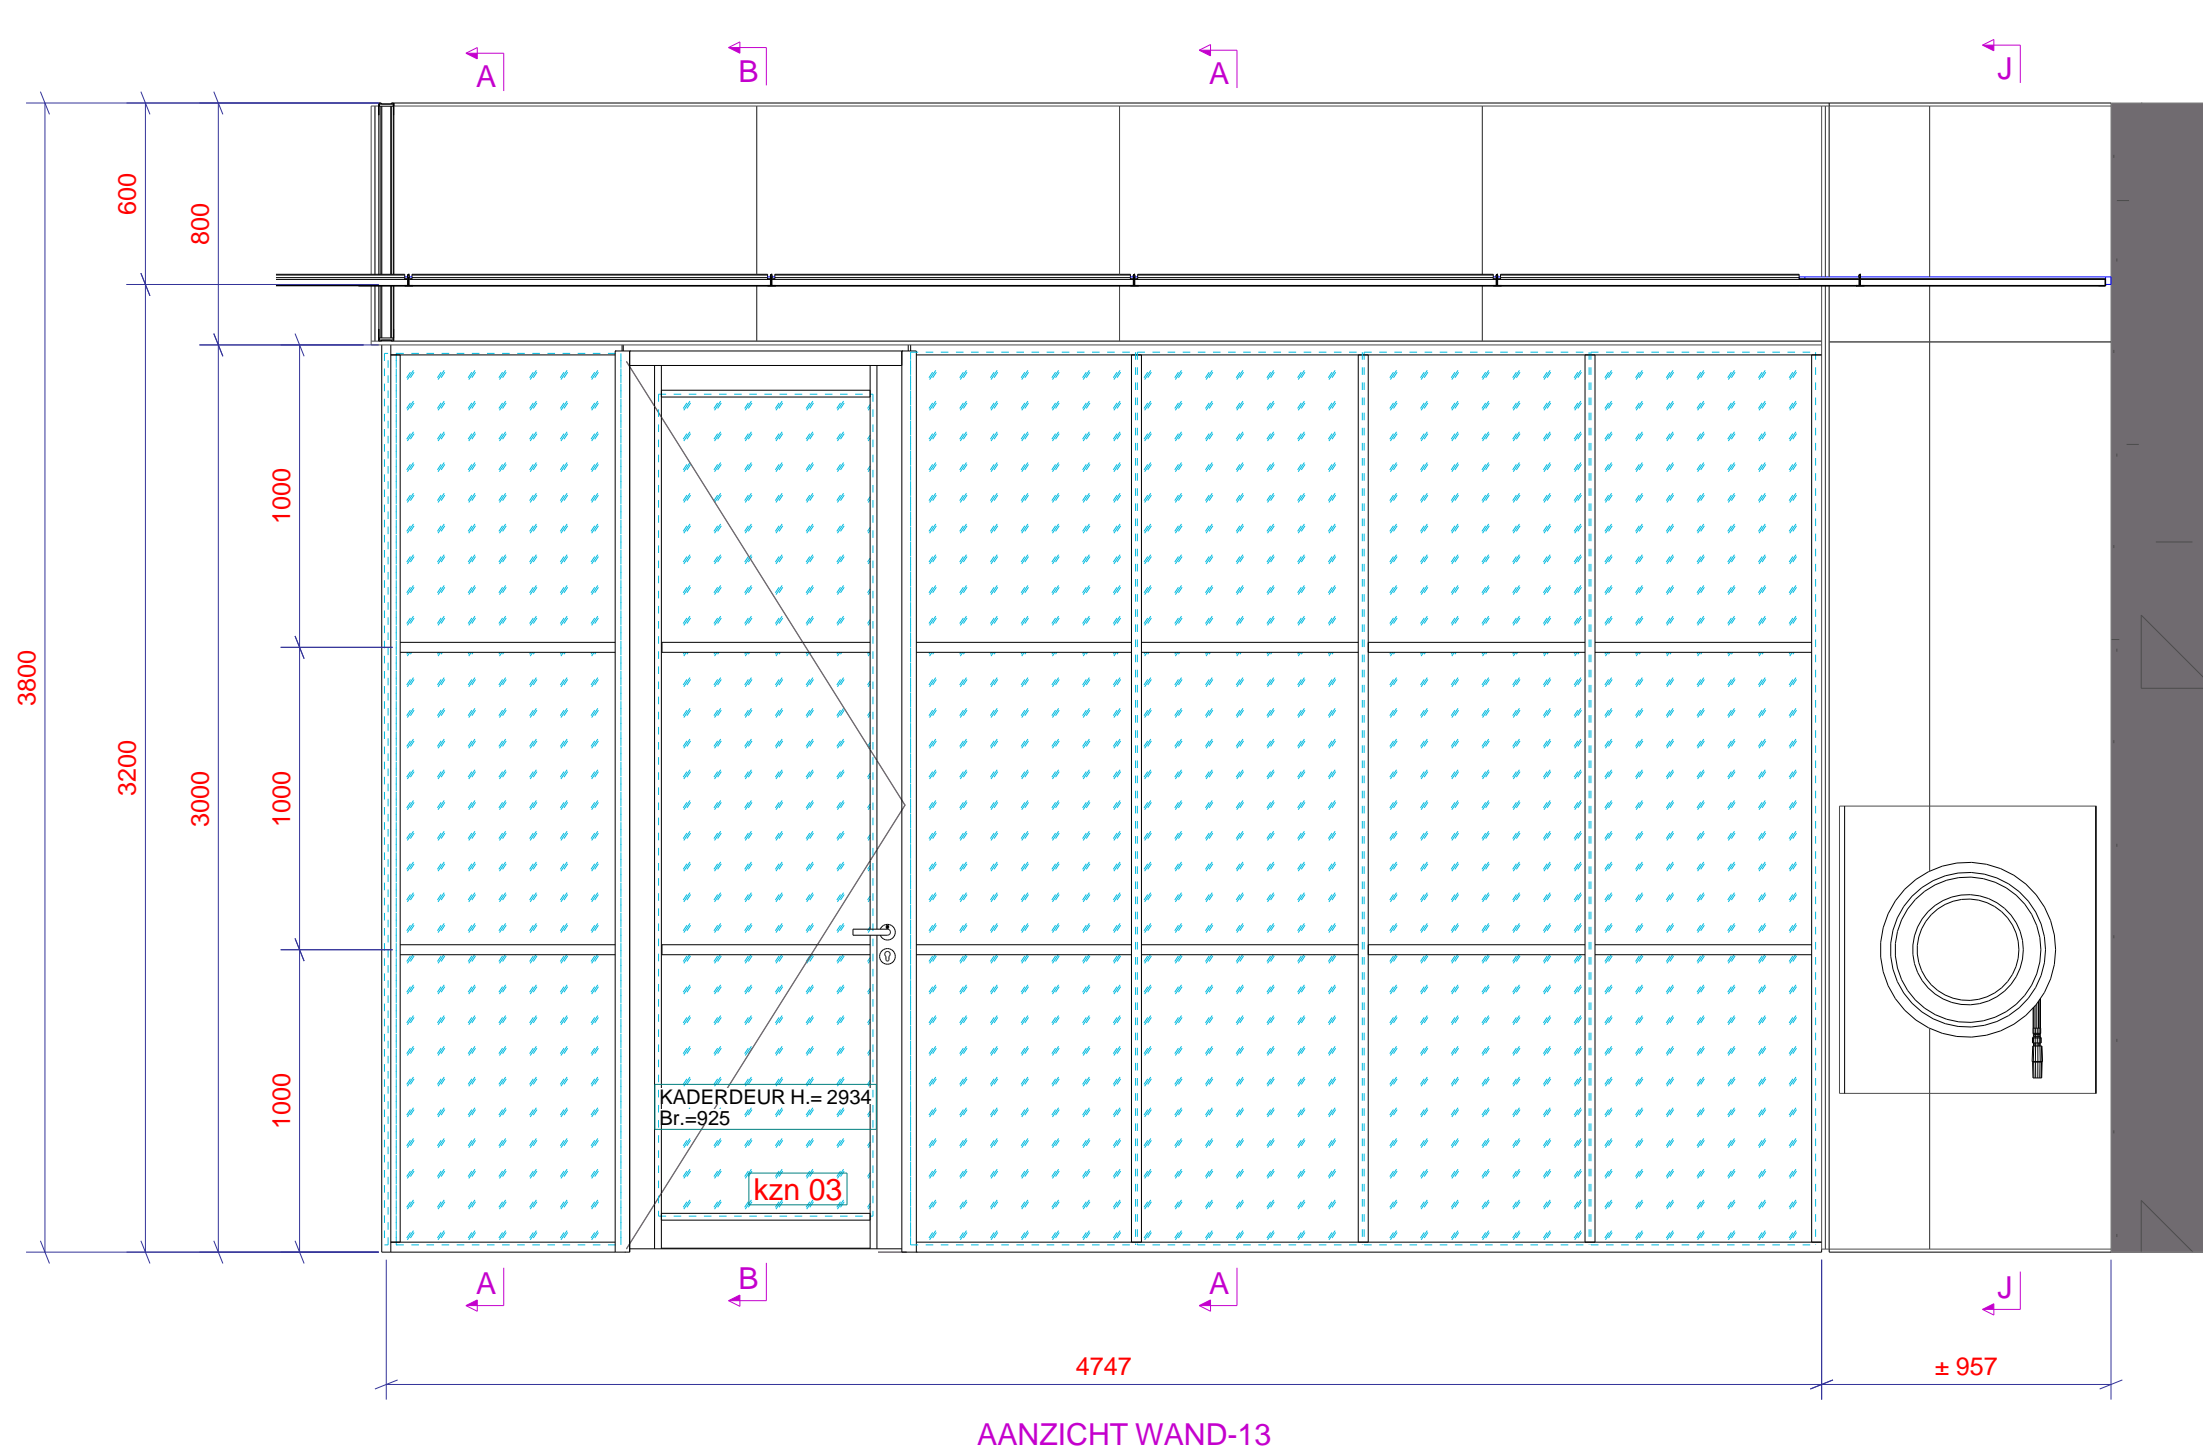 A
B
A
J
600
800
1000
3800
3200
3000
1000
1000
KADERDEUR H.= 2934
Br.=925
kzn 03
A
B
A
J
4747
± 957
AANZICHT WAND-13